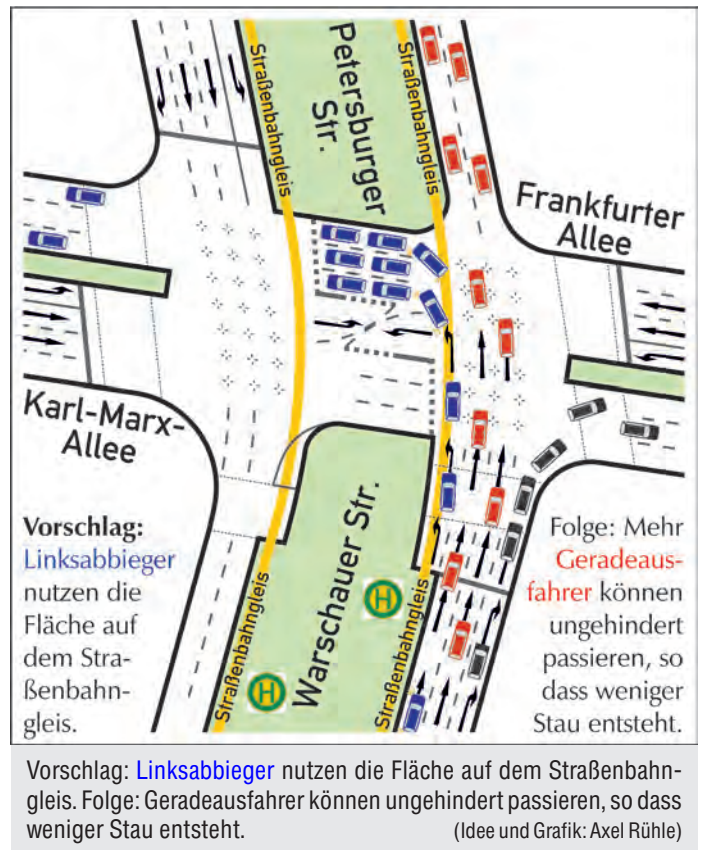 Petersburger
Str.
Straßenbahngleis
Straßenbahngleis
Frankfurter
Allee
Karl-Marx-
Allee
Warschauer Str.
Straßenbahngleis
Straßenbahngleis
H
H
Vorschlag:
Linksabbieger
nutzen die
Fläche auf
dem Stra-
ßenbahn-
gleis.
Folge: Mehr
Geradeaus-
fahrer können
ungehindert
passieren, so
dass weniger
Stau entsteht.
Vorschlag: Linksabbieger nutzen die Fläche auf dem Straßenbahn-
gleis. Folge: Geradeausfahrer können ungehindert passieren, so dass
weniger Stau entsteht. (Idee und Grafik: Axel Rühle)